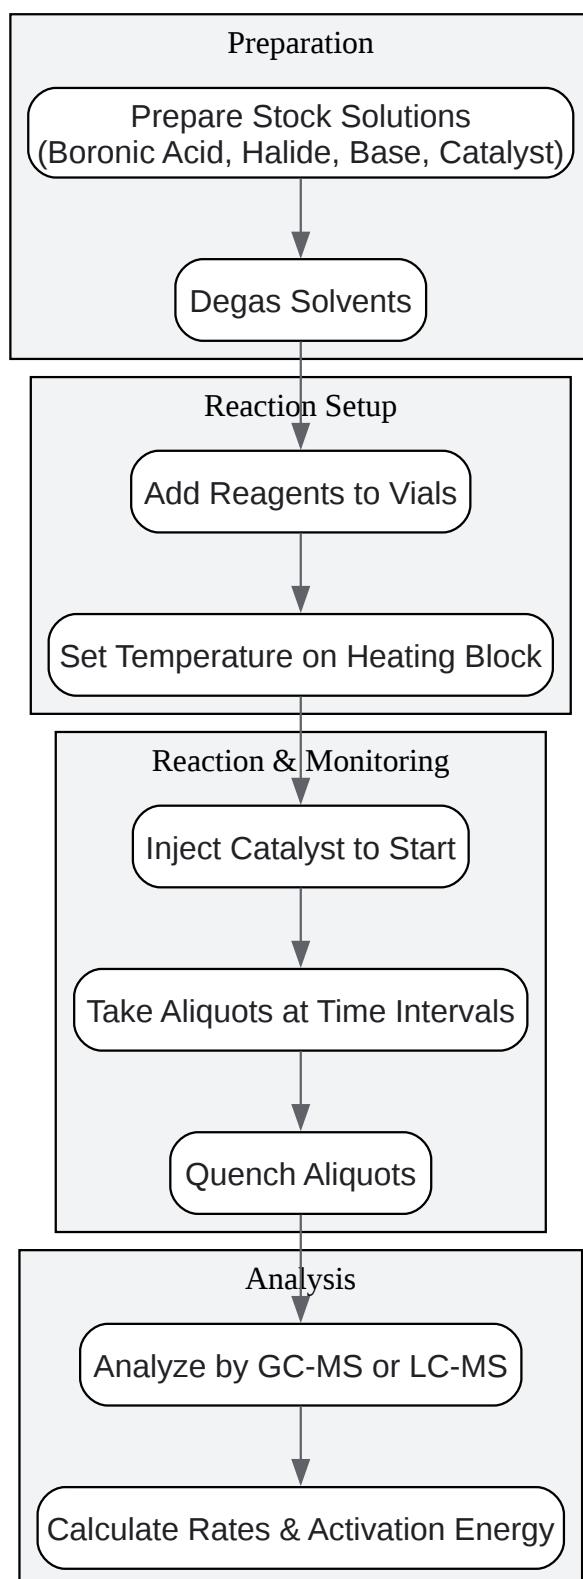 Preparation
Prepare Stock Solutions
(Boronic Acid, Halide, Base, Catalyst)
Degas Solvents
Reaction Setup
Add Reagents to Vials
Set Temperature on Heating Block
Reaction & Monitoring
Inject Catalyst to Start
Take Aliquots at Time Intervals
Quench Aliquots
Analysis
Analyze by GC-MS or LC-MS
Calculate Rates & Activation Energy